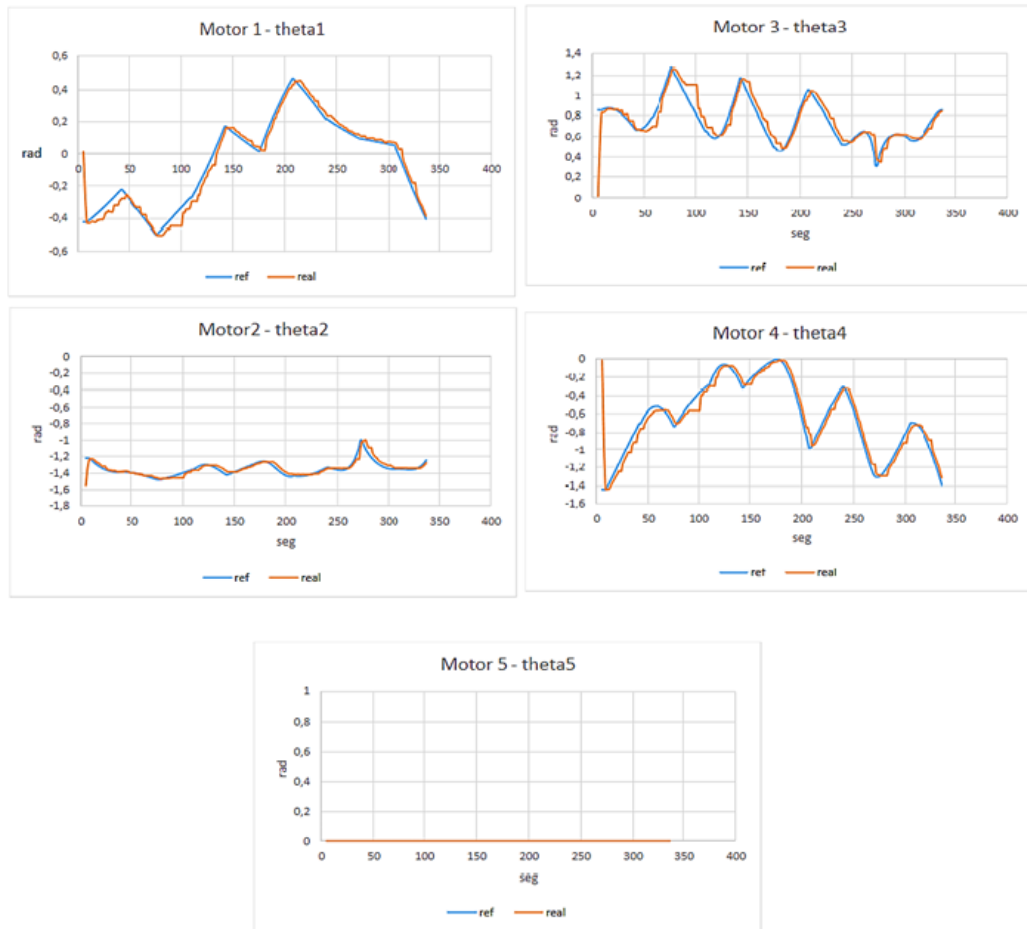 Motor 1 - theta1
0,6
0,4
0,2
0
-0,2
-0,4
-0,6
rad
0 50 100 150 200 250 300 350 400
ref real
Motor 3 - theta3
1,4
1,2
1
0,8
0,6
0,4
0,2
0
rad
0 50 100 150 200 250 300 350 400
seg
ref real
Motor2 - theta2
0
-0,2
-0,4
-0,6
-0,8
-1
-1,2
-1,4
-1,6
-1,8
rad
0 50 100 150 200 250 300 350 400
seg
ref real
Motor 4 - theta4
0
-0,2
-0,4
-0,6
-0,8
-1
-1,2
-1,4
-1,6
rad
0 50 100 150 200 250 300 350 400
seg
ref real
Motor 5 - theta5
1
0,8
0,6
0,4
0,2
0
rad
0 50 100 150 200 250 300 350 400
seg
ref real